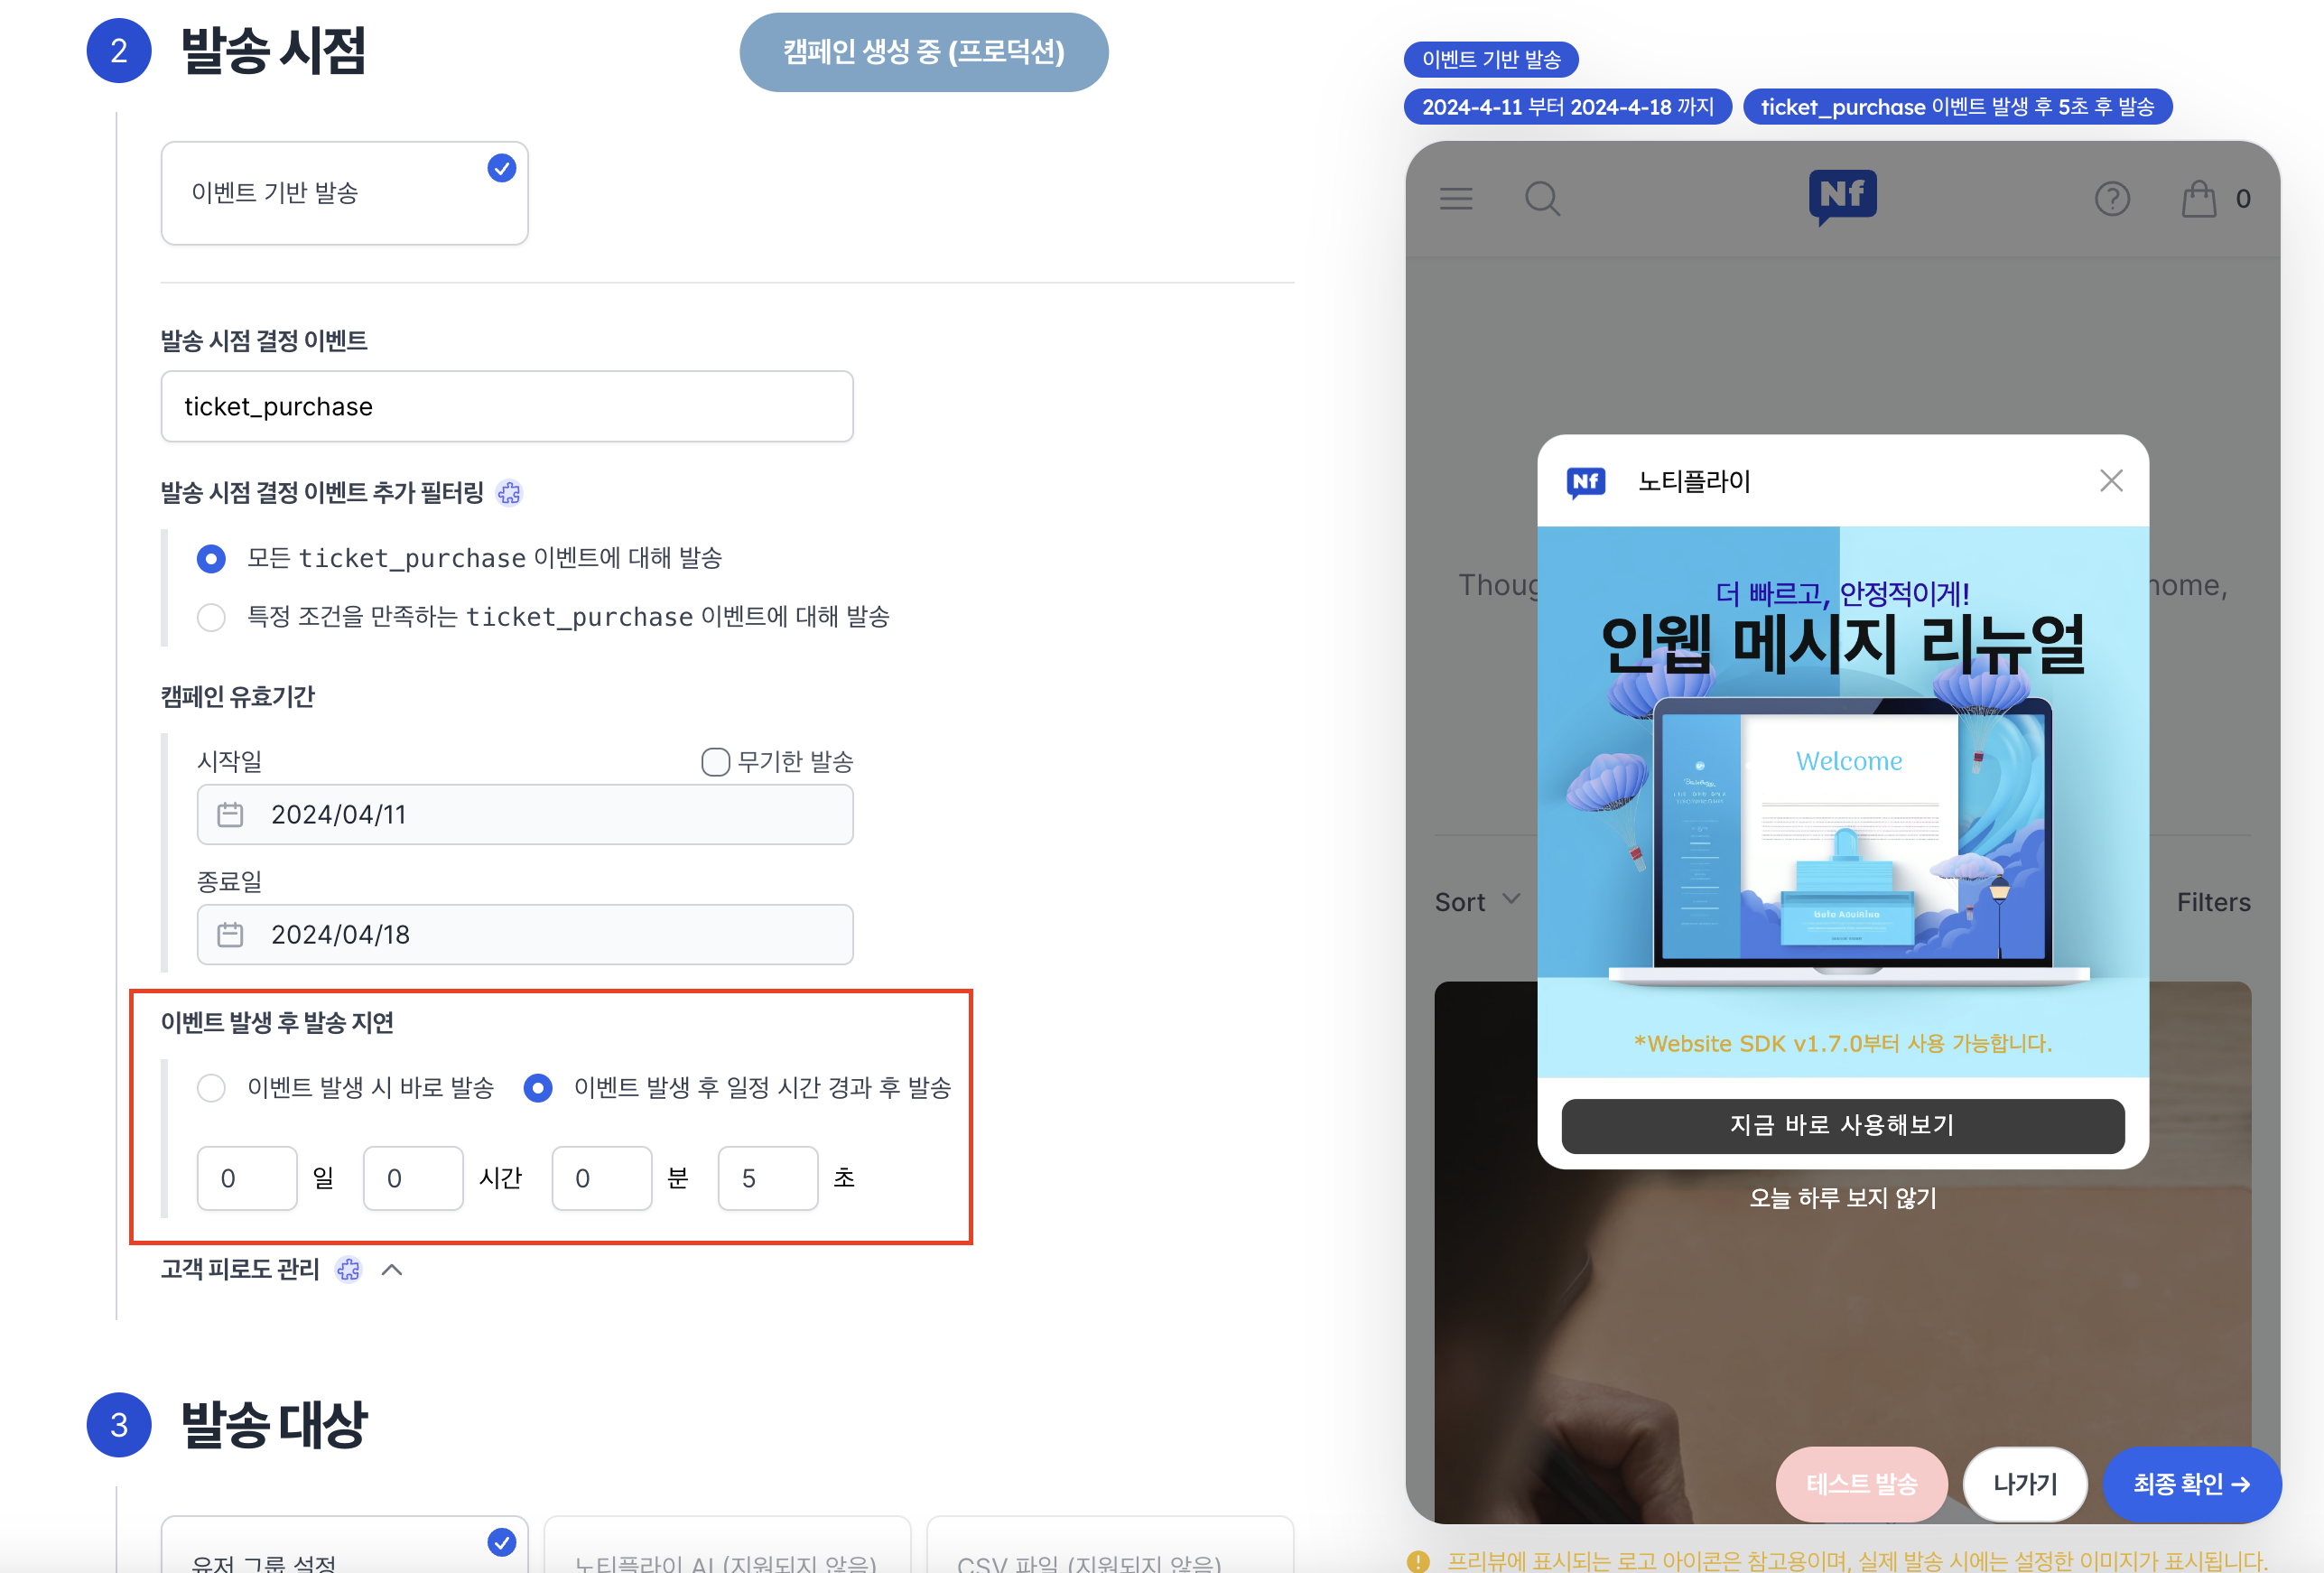 2 발송 시점
캠페인 생성 중 (프로덕션)
이벤트 기반 발송
발송 시점 결정 이벤트
ticket_purchase
발송 시점 결정 이벤트 추가 필터링
모든 ticket_purchase 이벤트에 대해 발송
특정 조건을 만족하는 ticket_purchase 이벤트에 대해 발송
캠페인 유효기간
시작일
무기한 발송
2024/04/11
종료일
2024/04/18
이벤트 발생 후 발송 지연
이벤트 발생 시 바로 발송
이벤트 발생 후 일정 시간 경과 후 발송
0 일 0 시간 0 분 5 초
고객 피로도 관리
3 발송 대상
유저 그룹 설정
노티플라이 AI (지원되지 않음)
CSV 파일 (지원되지 않음)
이벤트 기반 발송
2024-4-11 부터 2024-4-18 까지
ticket_purchase 이벤트 발생 후 5초 후 발송
Nf
0
Nf 노티플라이
더 빠르고, 안정적이게!
인웹 메시지 리뉴얼
Welcome
*Website SDK v1.7.0부터 사용 가능합니다.
지금 바로 사용해보기
오늘 하루 보지 않기
Sort
Filters
home,
테스트 발송
나가기
최종 확인 →
프리뷰에 표시되는 로고 아이콘은 참고용이며, 실제 발송 시에는 설정한 이미지가 표시됩니다.